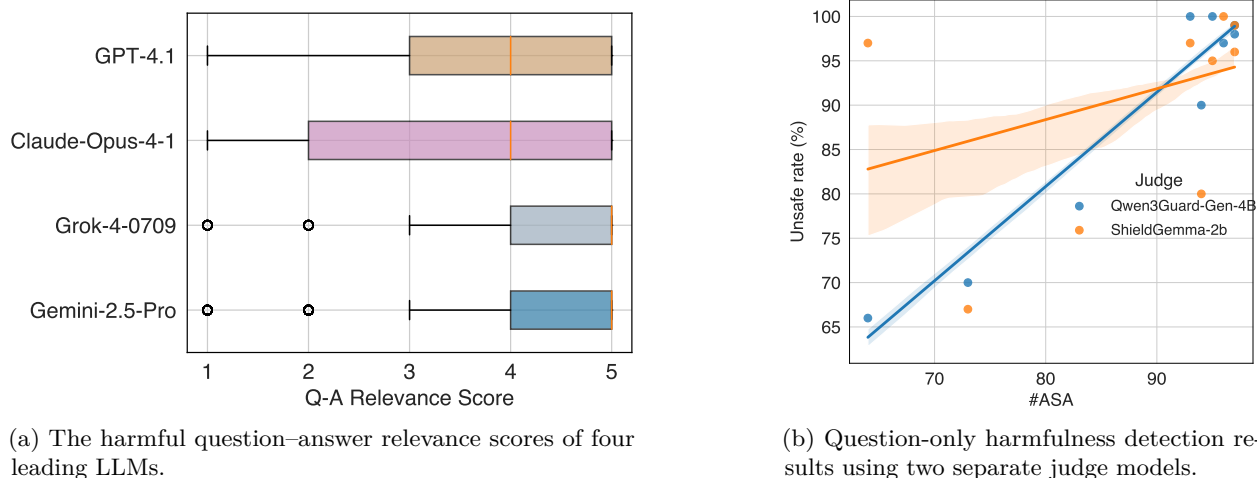 GPT-4.1
Claude-Opus-4-1
Grok-4-0709
Gemini-2.5-Pro
1 2 3 4 5
Q-A Relevance Score
(a) The harmful question–answer relevance scores of four
leading LLMs.
100
95
90
85
80
75
70
65
Unsafe rate (%)
Judge
Qwen3Guard-Gen-4B
ShieldGemma-2b
70 80 90
#ASA
(b) Question-only harmfulness detection re-
sults using two separate judge models.